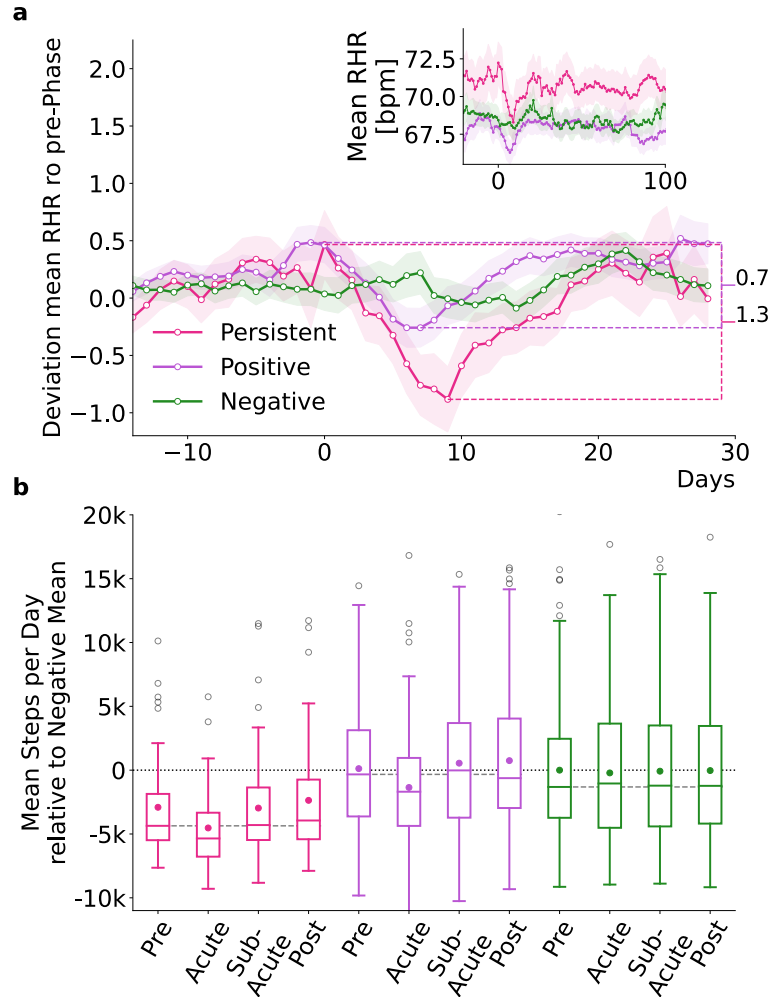 a
Deviation mean RHR ro pre-Phase
2.0
1.5
1.0
0.5
0.0
−0.5
−1.0
Mean RHR
[bpm]
72.5
70.0
67.5
0
100
0.7
1.3
Persistent
Positive
Negative
−10
0
10
20
30
Days
b
Mean Steps per Day
relative to Negative Mean
20k
15k
10k
5k
0
-5k
-10k
Pre
Acute
Sub-
Acute
Post
Pre
Acute
Sub-
Acute
Post
Pre
Acute
Sub-
Acute
Post